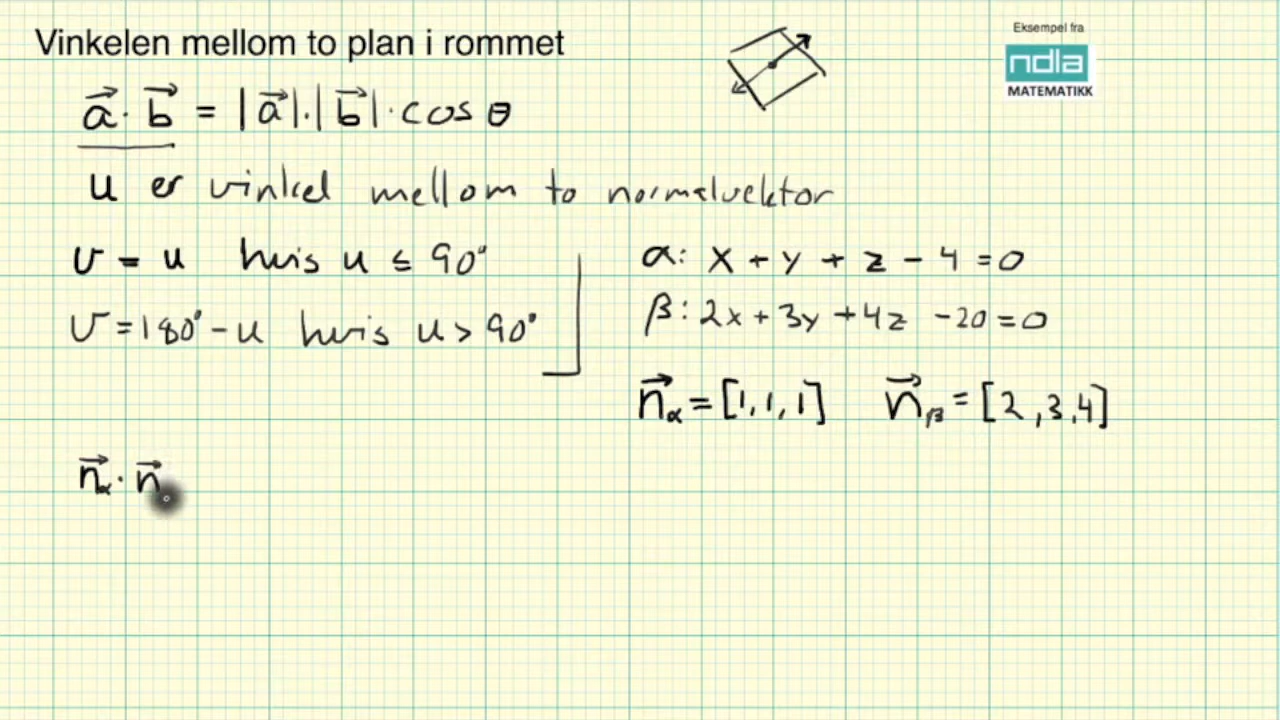 Vinkelen mellom to plan i rommet
Eksempel fra
ndla
MATEMATIKK
a⃗ · b⃗ = |a⃗|·|b⃗| · cos θ
u er vinkel mellom to normalvektor
v = u hvis u ≤ 90°
v = 180° - u hvis u > 90°
α: x + y + z - 4 = 0
β: 2x + 3y + 4z - 20 = 0
n⃗α = [1, 1, 1] n⃗β = [2, 3, 4]
n⃗α · n⃗